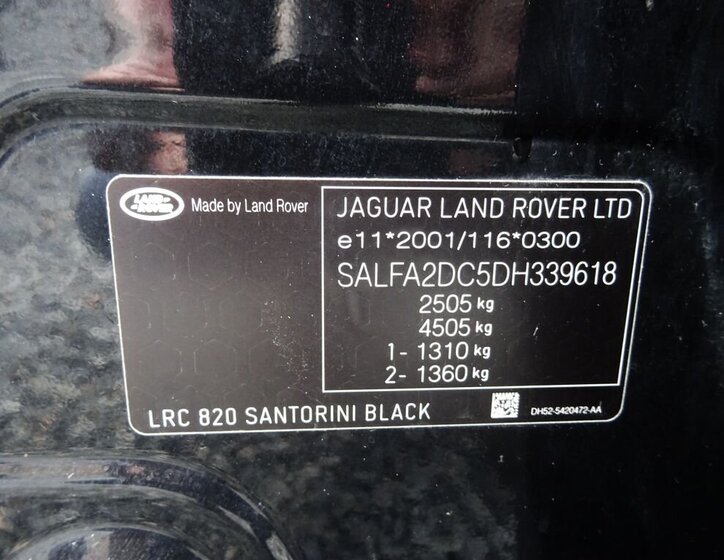 LAND ROVER
Made by Land Rover
JAGUAR LAND ROVER LTD
e11*2001/116*0300
SALFA2DC5DH339618
2505 kg
4505 kg
1- 1310 kg
2- 1360 kg
LRC 820 SANTORINI BLACK
DH52-5420472-AA